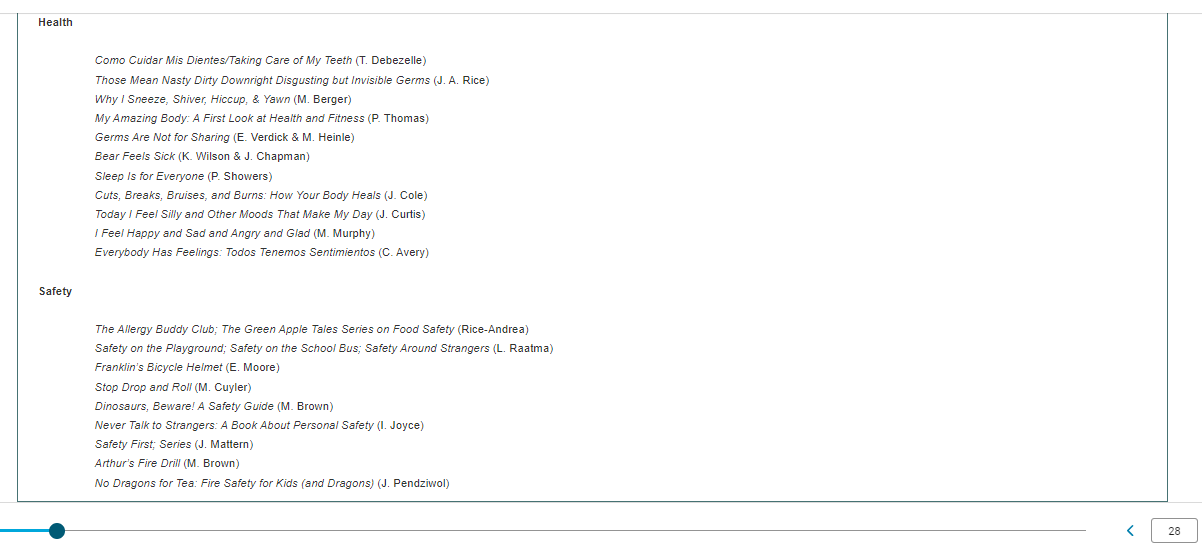 Health
Como Cuidar Mis Dientes/Taking Care of My Teeth (T. Debezelle)
Those Mean Nasty Dirty Downright Disgusting but Invisible Germs (J. A. Rice)
Why I Sneeze, Shiver, Hiccup, & Yawn (M. Berger)
My Amazing Body: A First Look at Health and Fitness (P. Thomas)
Germs Are Not for Sharing (E. Verdick & M. Heinle)
Bear Feels Sick (K. Wilson & J. Chapman)
Sleep Is for Everyone (P. Showers)
Cuts, Breaks, Bruises, and Burns: How Your Body Heals (J. Cole)
Today I Feel Silly and Other Moods That Make My Day (J. Curtis)
I Feel Happy and Sad and Angry and Glad (M. Murphy)
Everybody Has Feelings: Todos Tenemos Sentimientos (C. Avery)
Safety
The Allergy Buddy Club; The Green Apple Tales Series on Food Safety (Rice-Andrea)
Safety on the Playground; Safety on the School Bus; Safety Around Strangers (L. Raatma)
Franklin's Bicycle Helmet (E. Moore)
Stop Drop and Roll (M. Cuyler)
Dinosaurs, Beware! A Safety Guide (M. Brown)
Never Talk to Strangers: A Book About Personal Safety (I. Joyce)
Safety First; Series (J. Mattern)
Arthur's Fire Drill (M. Brown)
No Dragons for Tea: Fire Safety for Kids (and Dragons) (J. Pendziwol)
28